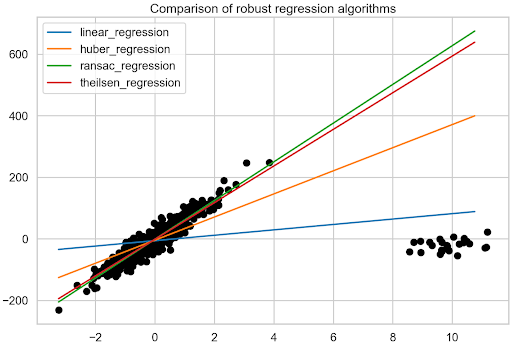 Comparison of robust regression algorithms
linear_regression
huber_regression
ransac_regression
theilsen_regression
600
400
200
0
−200
−2 0 2 4 6 8 10